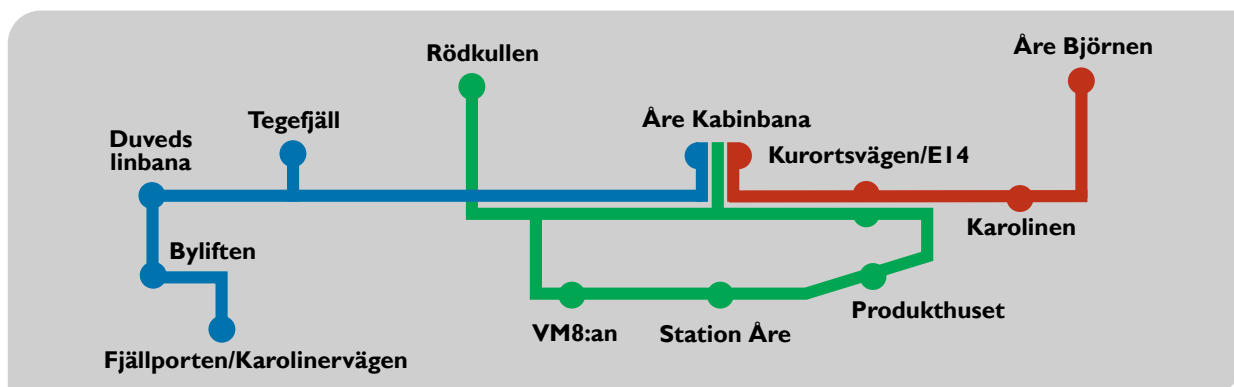 Rödkullen
Åre Björnen
Tegefjäll
Åre Kabinbana
Duveds
linbana
Kurortsvägen/E14
Karolinen
Byliften
Produkthuset
VM8:an
Station Åre
Fjällporten/Karolinervägen